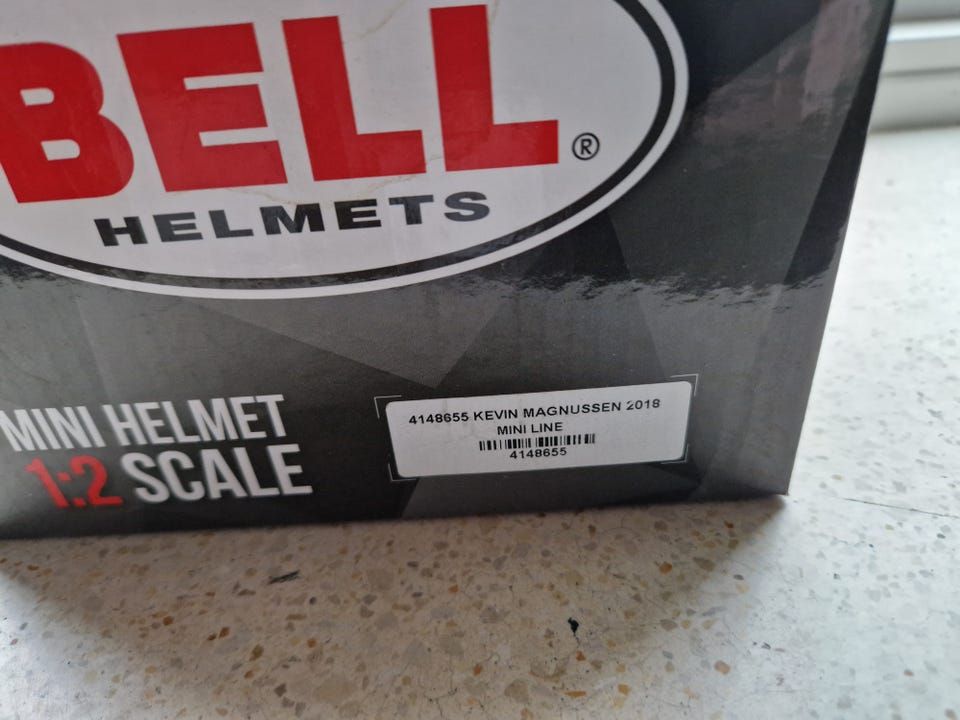 BELL®
HELMETS
MINI HELMET
1:2 SCALE
4148655 KEVIN MAGNUSSEN 2018
MINI LINE
4148655